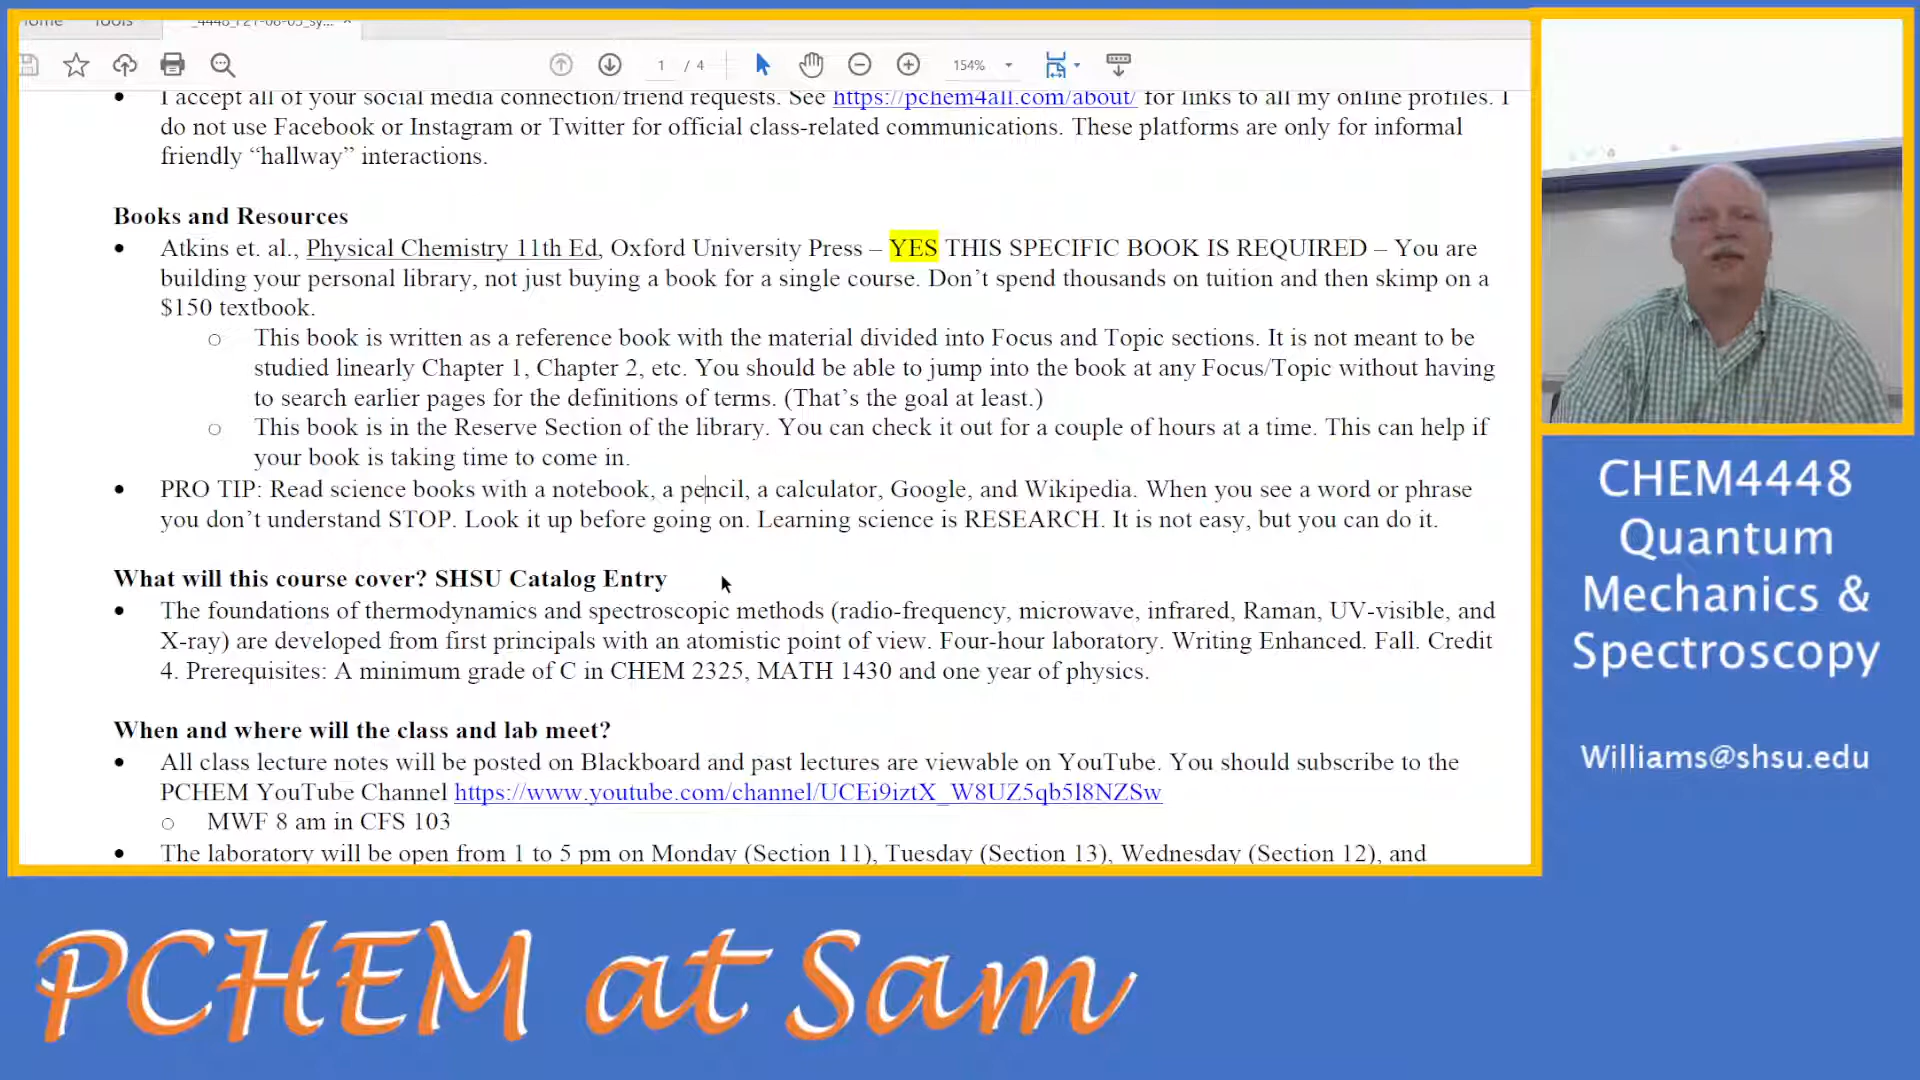 Home Tools _4448_F21-08-05_sy...
1 / 4 154%
• I accept all of your social media connection/friend requests. See https://pchem4all.com/about/ for links to all my online profiles. I
do not use Facebook or Instagram or Twitter for official class-related communications. These platforms are only for informal
friendly “hallway” interactions.
Books and Resources
• Atkins et. al., Physical Chemistry 11th Ed, Oxford University Press – YES THIS SPECIFIC BOOK IS REQUIRED – You are
building your personal library, not just buying a book for a single course. Don’t spend thousands on tuition and then skimp on a
$150 textbook.
○ This book is written as a reference book with the material divided into Focus and Topic sections. It is not meant to be
studied linearly Chapter 1, Chapter 2, etc. You should be able to jump into the book at any Focus/Topic without having
to search earlier pages for the definitions of terms. (That’s the goal at least.)
○ This book is in the Reserve Section of the library. You can check it out for a couple of hours at a time. This can help if
your book is taking time to come in.
• PRO TIP: Read science books with a notebook, a pencil, a calculator, Google, and Wikipedia. When you see a word or phrase
you don’t understand STOP. Look it up before going on. Learning science is RESEARCH. It is not easy, but you can do it.
What will this course cover? SHSU Catalog Entry
• The foundations of thermodynamics and spectroscopic methods (radio-frequency, microwave, infrared, Raman, UV-visible, and
X-ray) are developed from first principals with an atomistic point of view. Four-hour laboratory. Writing Enhanced. Fall. Credit
4. Prerequisites: A minimum grade of C in CHEM 2325, MATH 1430 and one year of physics.
When and where will the class and lab meet?
• All class lecture notes will be posted on Blackboard and past lectures are viewable on YouTube. You should subscribe to the
PCHEM YouTube Channel https://www.youtube.com/channel/UCEi9iztX_W8UZ5qb5l8NZSw
○ MWF 8 am in CFS 103
• The laboratory will be open from 1 to 5 pm on Monday (Section 11), Tuesday (Section 13), Wednesday (Section 12), and
CHEM4448
Quantum
Mechanics &
Spectroscopy
Williams@shsu.edu
PCHEM at Sam